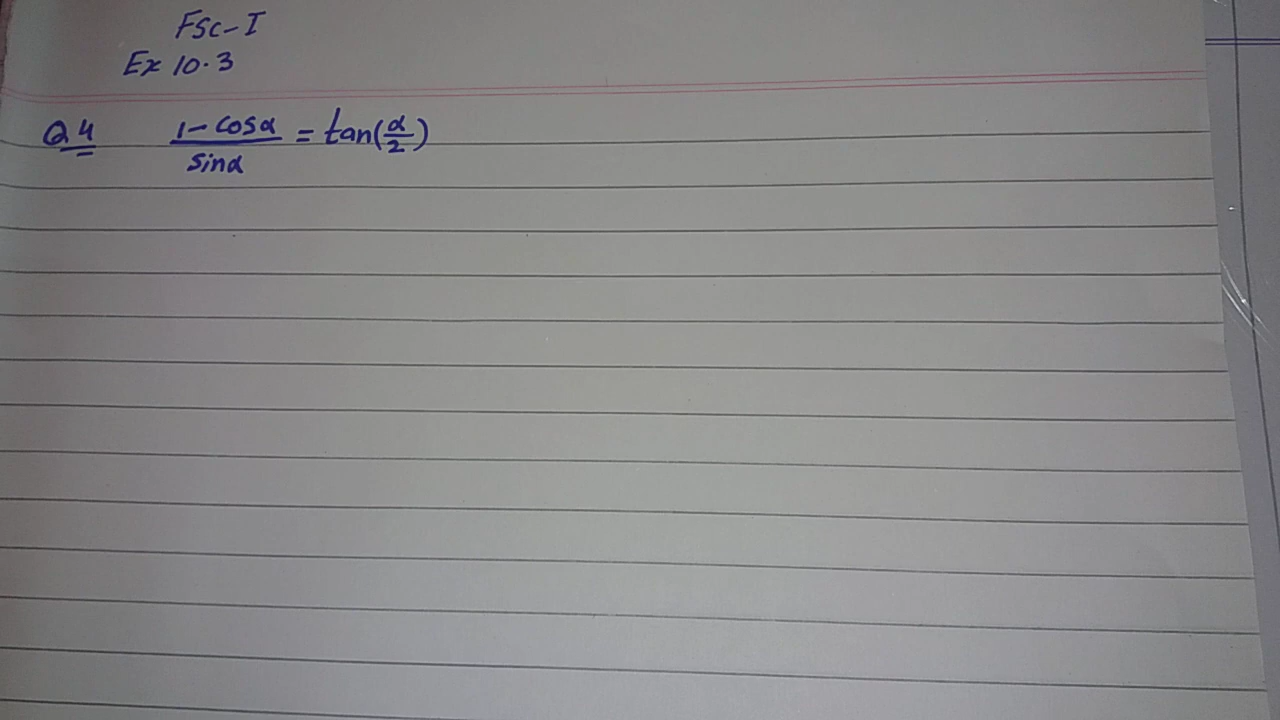 FSc-I
Ex 10.3
Q4 (1-cosα)/sinα = tan(α/2)